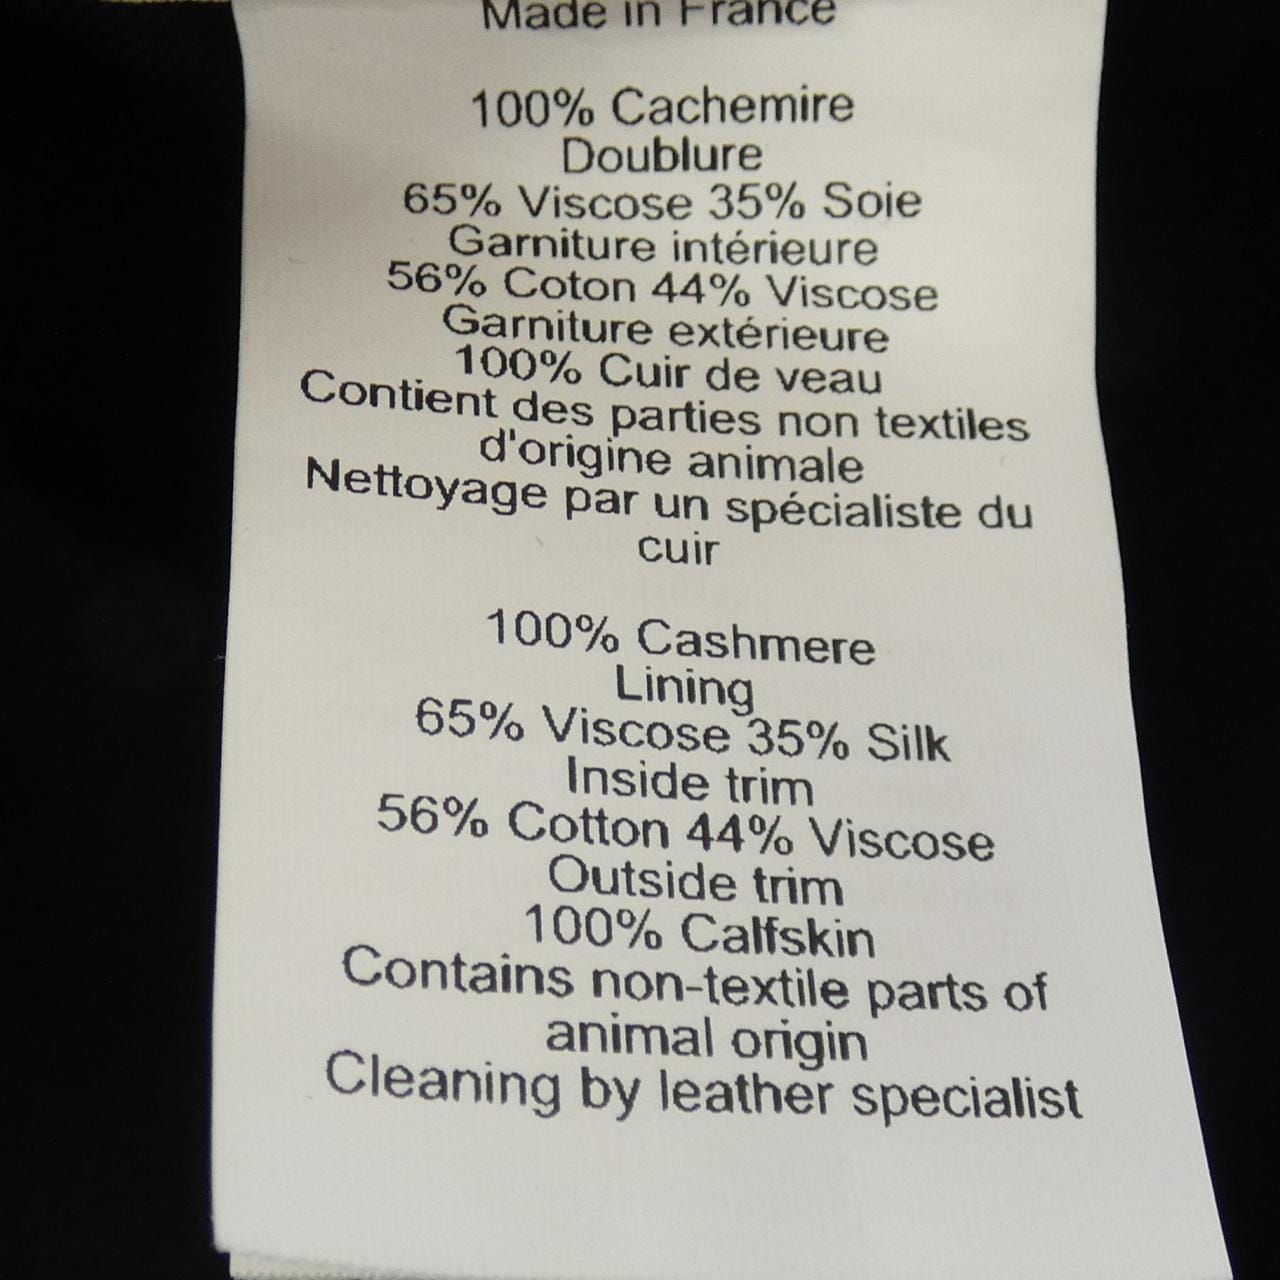 Made in France
100% Cachemire
Doublure
65% Viscose 35% Soie
Garniture intérieure
56% Coton 44% Viscose
Garniture extérieure
100% Cuir de veau
Contient des parties non textiles
d'origine animale
Nettoyage par un spécialiste du
cuir
100% Cashmere
Lining
65% Viscose 35% Silk
Inside trim
56% Cotton 44% Viscose
Outside trim
100% Calfskin
Contains non-textile parts of
animal origin
Cleaning by leather specialist